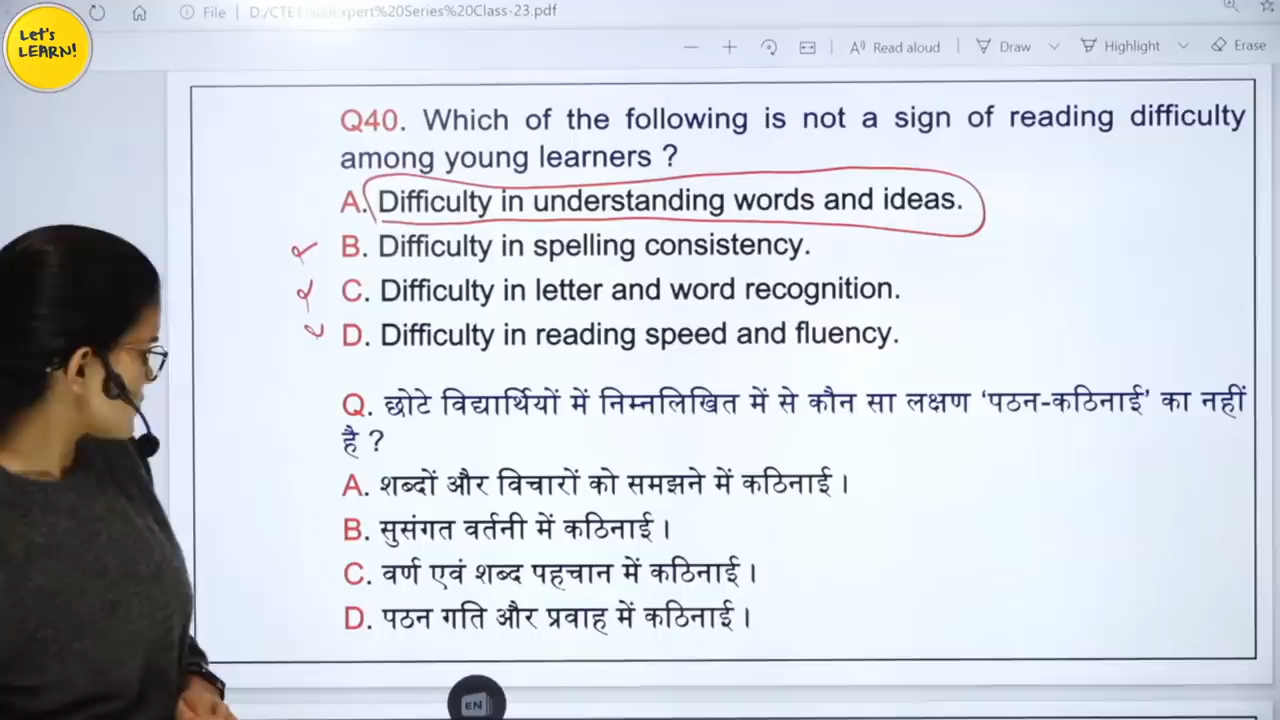 Let's
LEARN!
File | D:/CTET
xpert%20Series%20Class-23.pdf
Read aloud
Draw
Highlight
Erase
Q40. Which of the following is not a sign of reading difficulty
among young learners ?
A. Difficulty in understanding words and ideas.
B. Difficulty in spelling consistency.
C. Difficulty in letter and word recognition.
D. Difficulty in reading speed and fluency.
Q. छोटे विद्यार्थियों में निम्नलिखित में से कौन सा लक्षण ‘पठन-कठिनाई’ का नहीं
है ?
A. शब्दों और विचारों को समझने में कठिनाई ।
B. सुसंगत वर्तनी में कठिनाई ।
C. वर्ण एवं शब्द पहचान में कठिनाई ।
D. पठन गति और प्रवाह में कठिनाई ।
EN